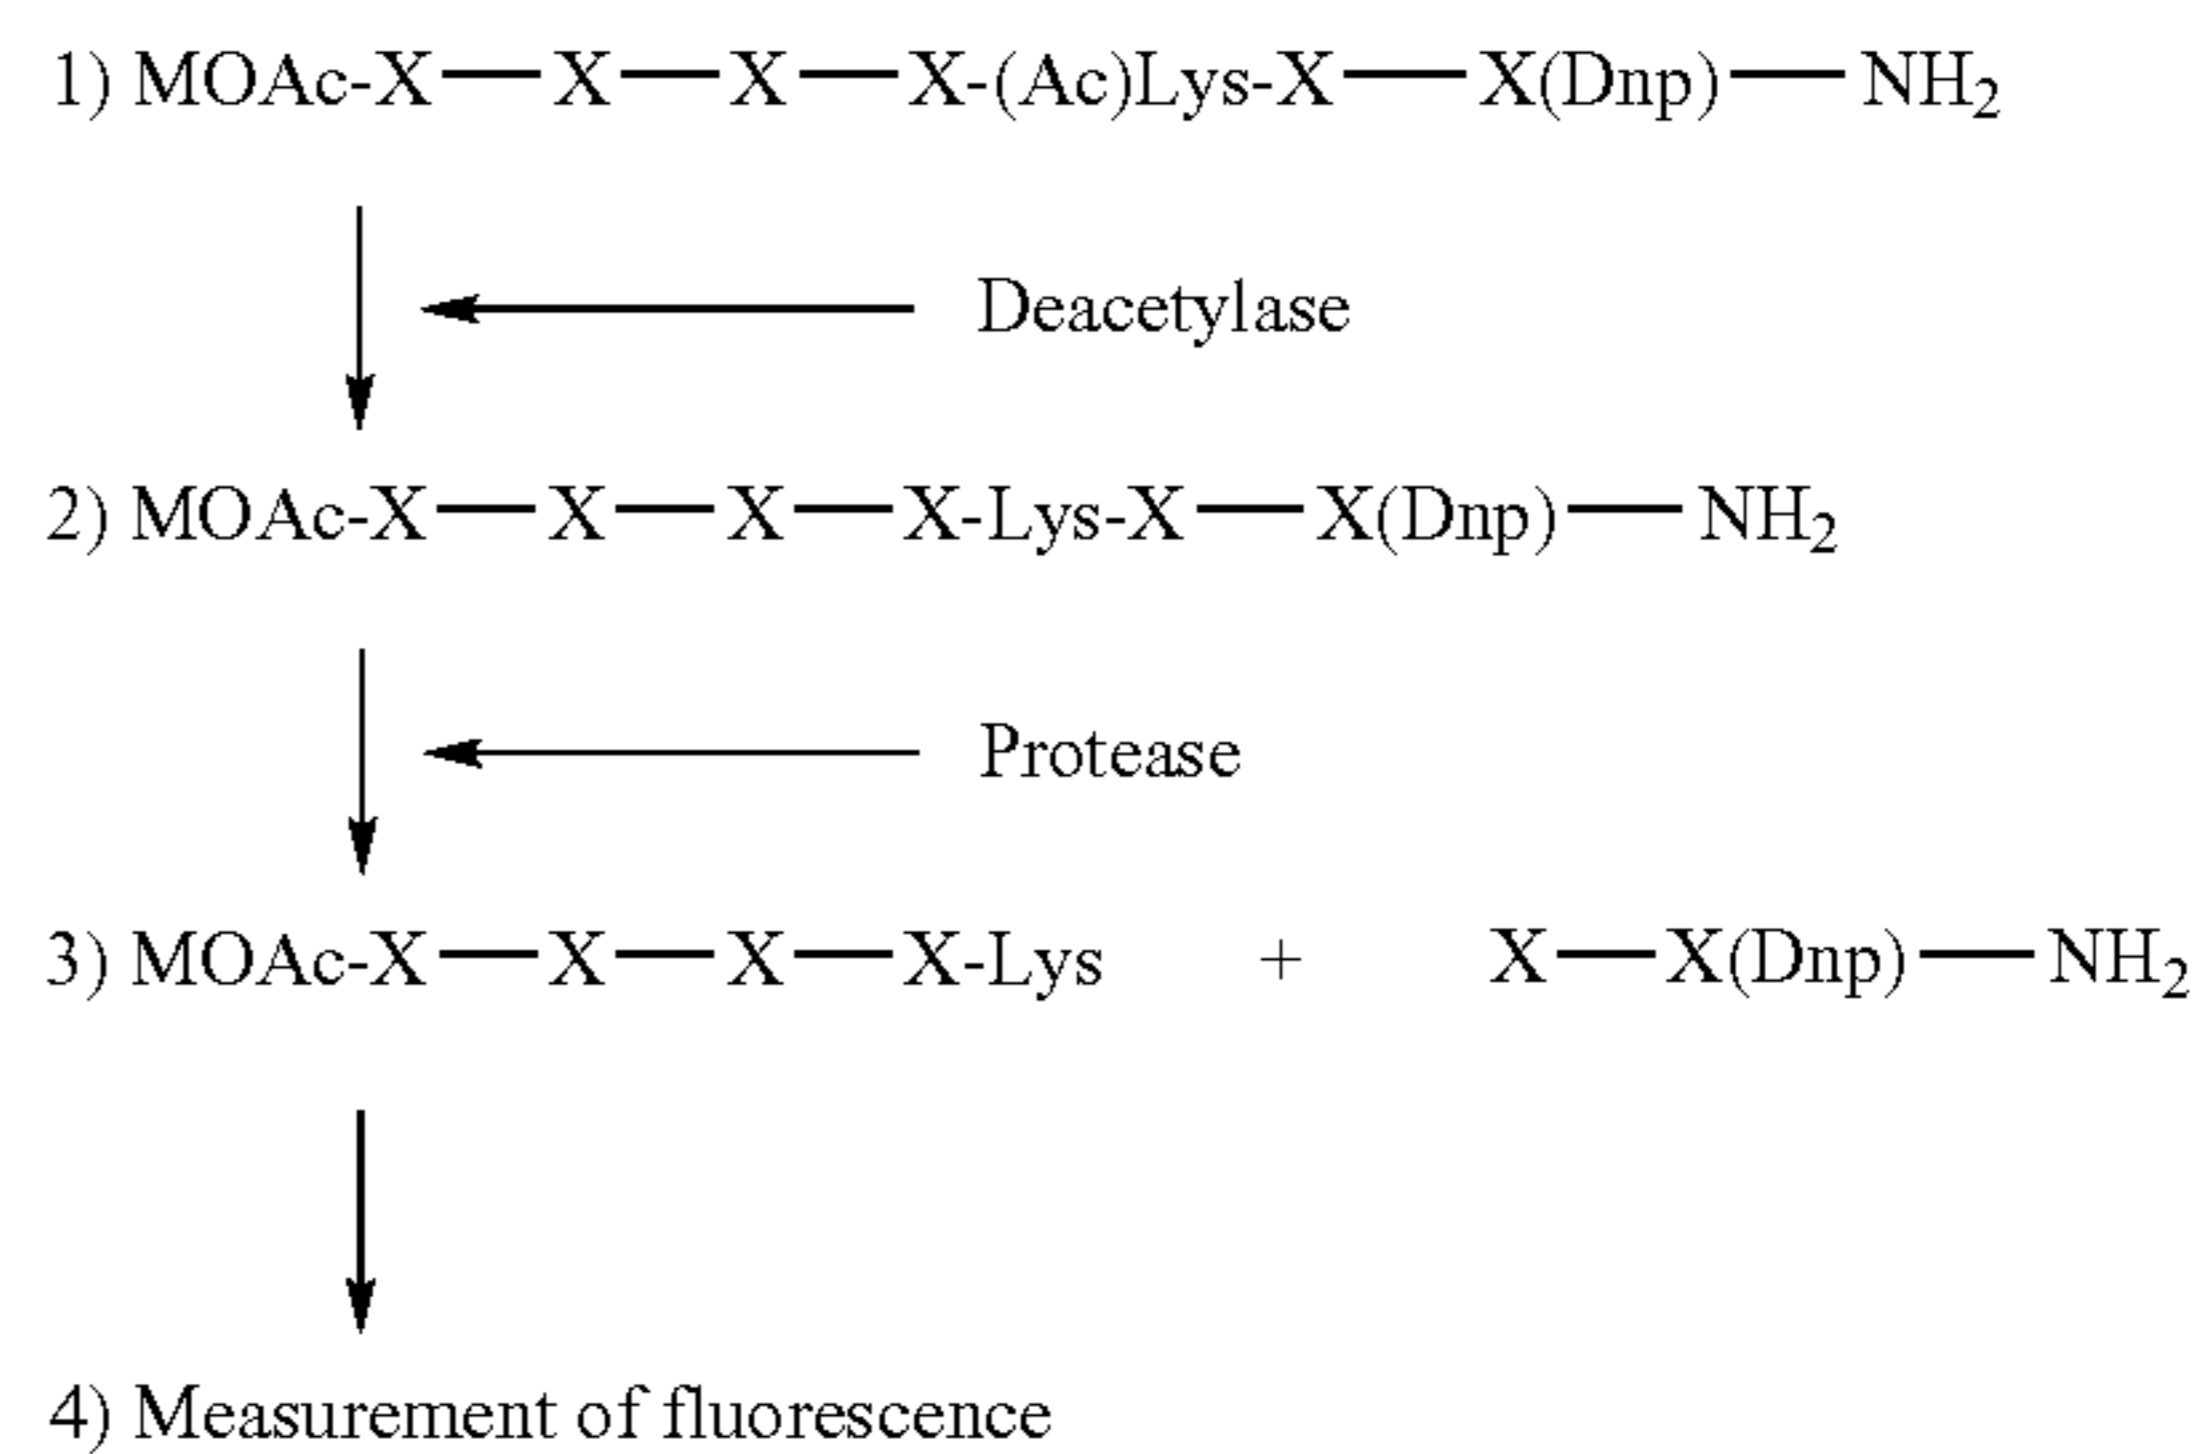 1) MOAc-X—X—X—X-(Ac)Lys-X—X(Dnp)—NH₂
Deacetylase
2) MOAc-X—X—X—X-Lys-X—X(Dnp)—NH₂
Protease
3) MOAc-X—X—X—X-Lys + X—X(Dnp)—NH₂
4) Measurement of fluorescence